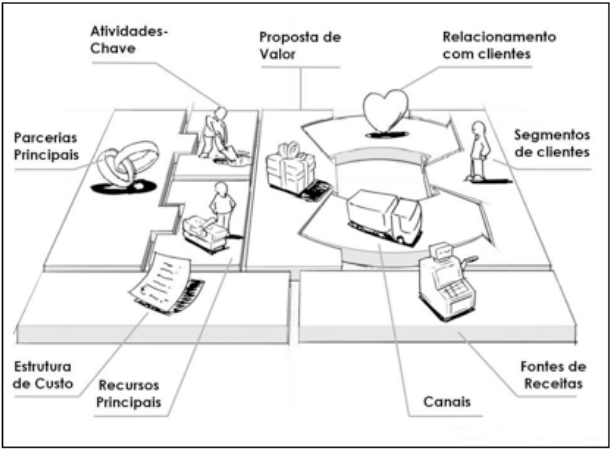 Atividades-
Chave
Proposta de
Valor
Relacionamento
com clientes
Parcerias
Principais
Segmentos
de clientes
Estrutura
de Custo
Recursos
Principais
Canais
Fontes de
Receitas